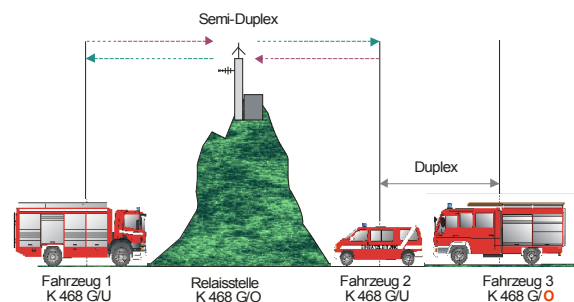 Semi-Duplex
Duplex
Fahrzeug 1
K 468 G/U
Relaisstelle
K 468 G/O
Fahrzeug 2
K 468 G/U
Fahrzeug 3
K 468 G/O